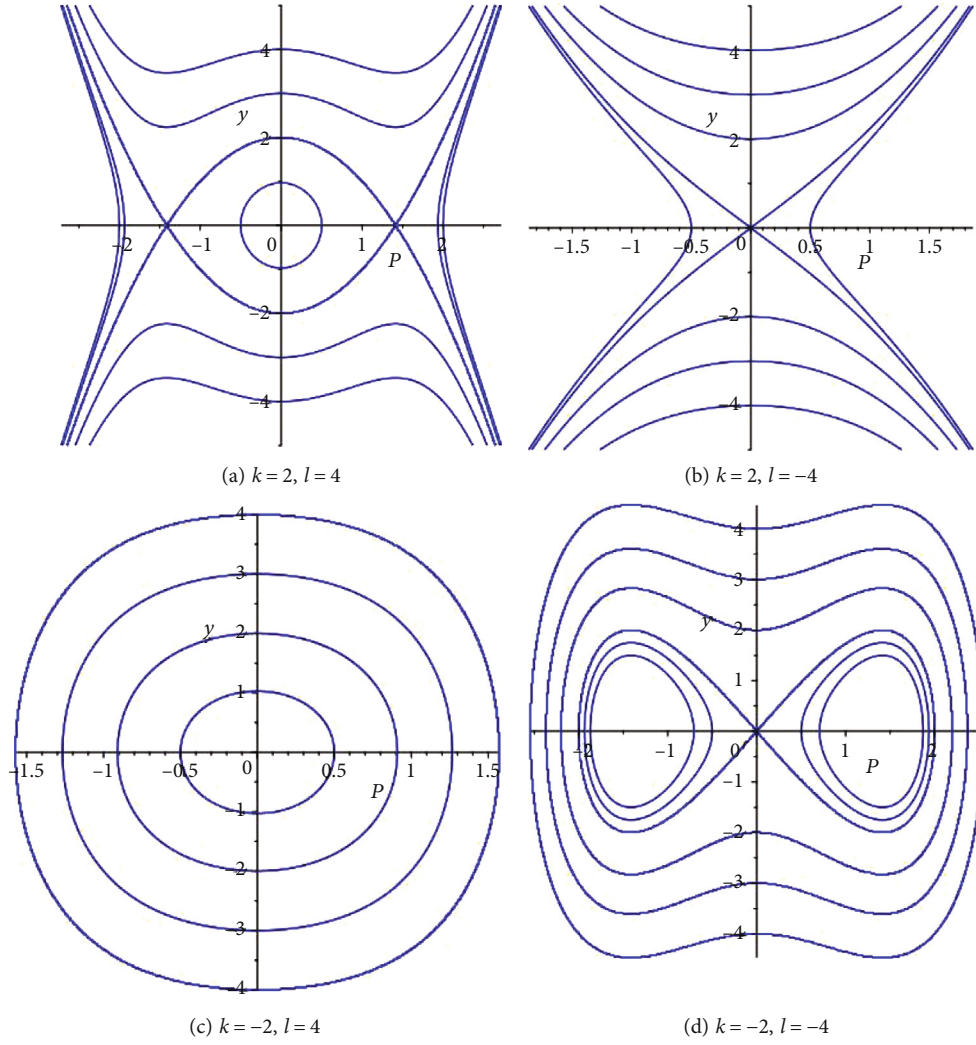 4
y
2
−2 −1 0 1 2
P
−2
−4
(a) k = 2, l = 4
4
y
2
−1.5 −1 −0.5 0 0.5 1 1.5
P
−2
−4
(b) k = 2, l = −4
4
3
y
2
1
−1.5 −1 −0.5 0 0.5 1 1.5
P
−1
−2
−3
−4
(c) k = −2, l = 4
4
3
y
2
1
−2 −1 0 1 2
P
−1
−2
−3
−4
(d) k = −2, l = −4